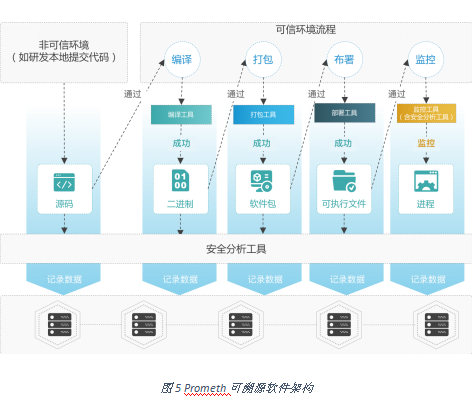 非可信环境
（如研发本地提交代码）
可信环境流程
编译
打包
部署
监控
通过
通过
通过
通过
编译工具
打包工具
部署工具
监控工具
（含安全分析工具）
成功
成功
成功
监控
源码
二进制
软件包
可执行文件
进程
安全分析工具
记录数据
记录数据
记录数据
记录数据
记录数据
图 5 Prometh 可溯源软件架构